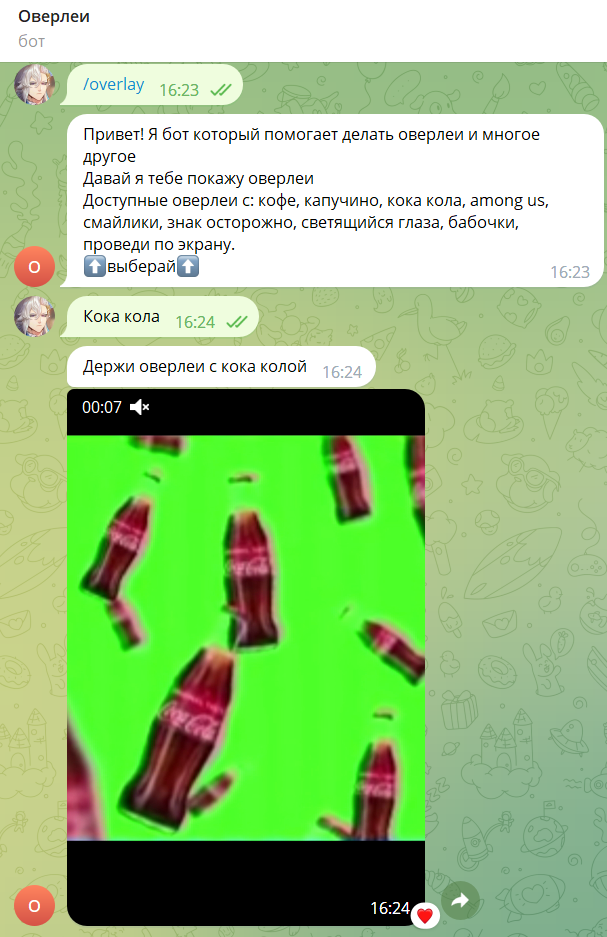 Оверлеи
бот
/overlay 16:23
Привет! Я бот который помогает делать оверлеи и многое
другое
Давай я тебе покажу оверлеи
Доступные оверлеи с: кофе, капучино, кока кола, among us,
смайлики, знак осторожно, светящийся глаза, бабочки,
проведи по экрану.
⬆️выберай⬆️
16:23
О
Кока кола 16:24
Держи оверлеи с кока колой 16:24
00:07
Coca-Cola
16:24
О